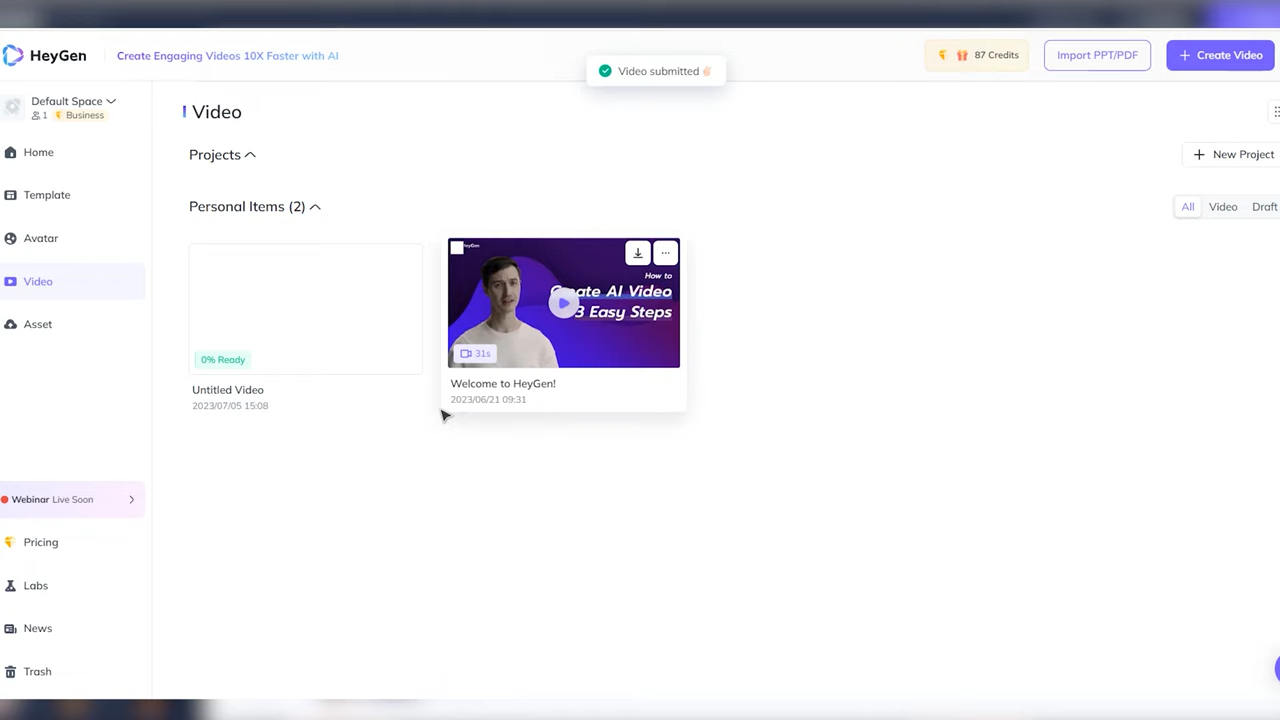 HeyGen
Create Engaging Videos 10X Faster with AI
Video submitted✌🏻
87 Credits
Import PPT/PDF
+ Create Video
Default Space
1 Business
Video
Home
Projects
+ New Project
Template
Personal Items (2)
All Video Draft
Avatar
HeyGen
How to
Create AI Video
3 Easy Steps
Video
Asset
31s
0% Ready
Welcome to HeyGen!
2023/06/21 09:31
Untitled Video
2023/07/05 15:08
Webinar Live Soon
Pricing
Labs
News
Trash